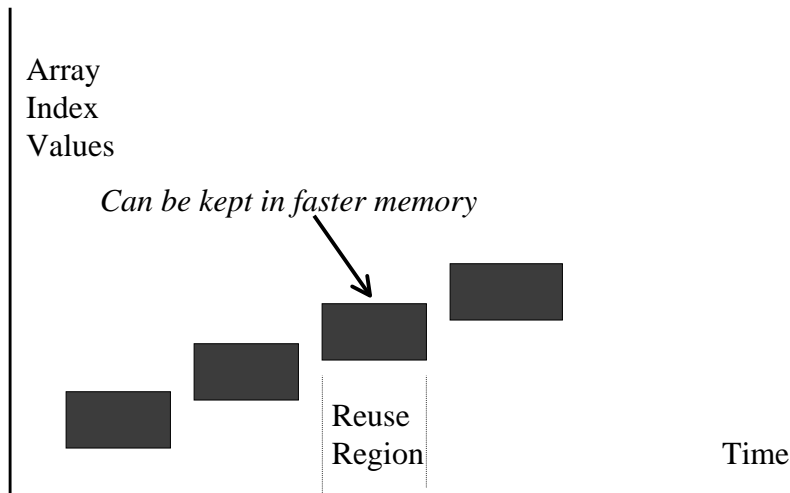 Array
Index
Values
Can be kept in faster memory
Reuse
Region
Time